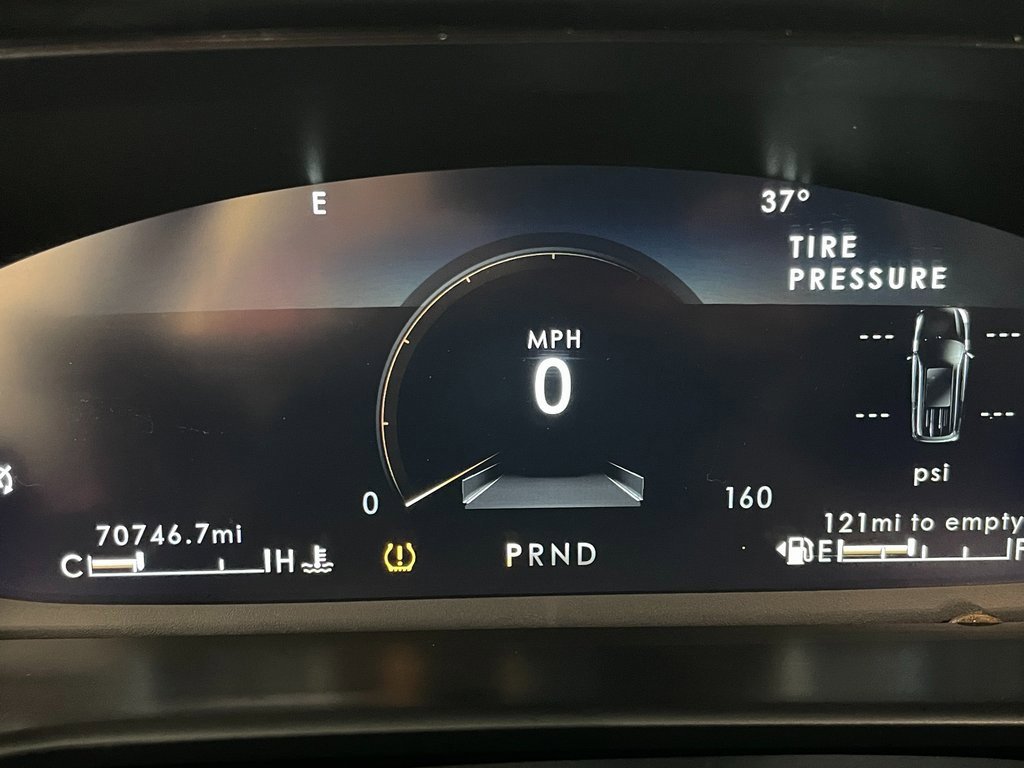 E
37°
TIRE
PRESSURE
--- ---
MPH
0
--- ---
psi
0
160
70746.7mi
121mi to empty
C H
PRND
E F